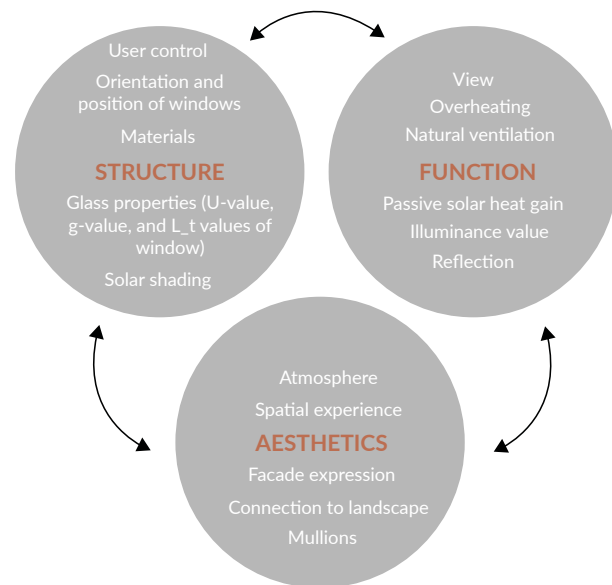 User control
Orientation and
position of windows
Materials
STRUCTURE
Glass properties (U-value,
g-value, and L_t values of
window)
Solar shading
View
Overheating
Natural ventilation
FUNCTION
Passive solar heat gain
Illuminance value
Reflection
Atmosphere
Spatial experience
AESTHETICS
Facade expression
Connection to landscape
Mullions